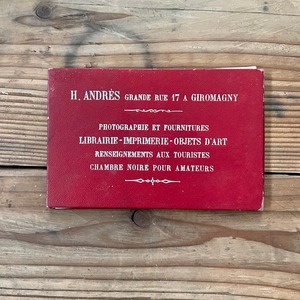 H. ANDRÈS GRANDE RUE 17 A GIROMAGNY
PHOTOGRAPHIE ET FOURNITURES
LIBRAIRIE-IMPRIMERIE-OBJETS D'ART
RENSEIGNEMENTS AUX TOURISTES
CHAMBRE NOIRE POUR AMATEURS